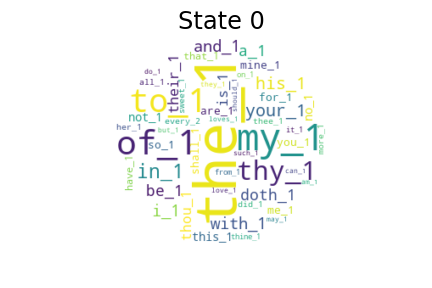 State 0
and_1
a_1
that_1
mine_1
do_1
all_1
their_1
is_1
they_1
on_1
his_1
sweet_1
should_1
to_1
are_1
for_1
your_1
no_1
not_1
every_2
loves_1
thee_1
the_1
of_1
my_1
her_1
but_1
it_1
so_1
you_1
more_1
shall_1
such_1
in_1
from_1
thy_1
can_1
an_1
have_1
be_1
love_1
doth_1
i_1
thou_1
did_1
me_1
with_1
may_1
this_1
thine_1